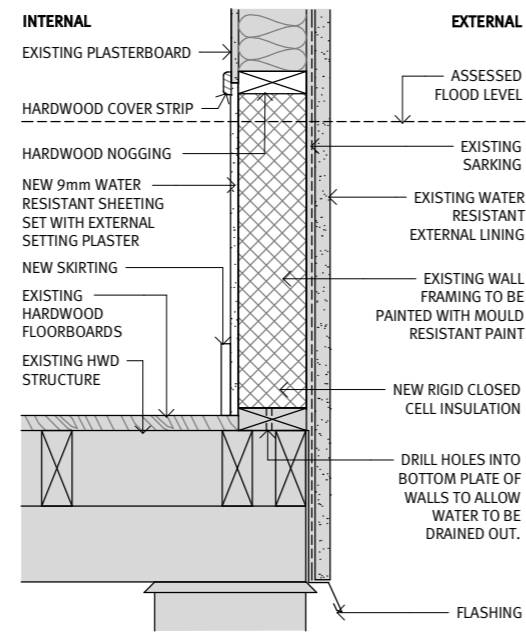 INTERNAL
EXISTING PLASTERBOARD
HARDWOOD COVER STRIP
HARDWOOD NOGGING
NEW 9mm WATER
RESISTANT SHEETING
SET WITH EXTERNAL
SETTING PLASTER
NEW SKIRTING
EXISTING
HARDWOOD
FLOORBOARDS
EXISTING HWD
STRUCTURE
EXTERNAL
ASSESSED
FLOOD LEVEL
EXISTING
SARKING
EXISTING WATER
RESISTANT
EXTERNAL LINING
EXISTING WALL
FRAMING TO BE
PAINTED WITH MOULD
RESISTANT PAINT
NEW RIGID CLOSED
CELL INSULATION
DRILL HOLES INTO
BOTTOM PLATE OF
WALLS TO ALLOW
WATER TO BE
DRAINED OUT.
FLASHING